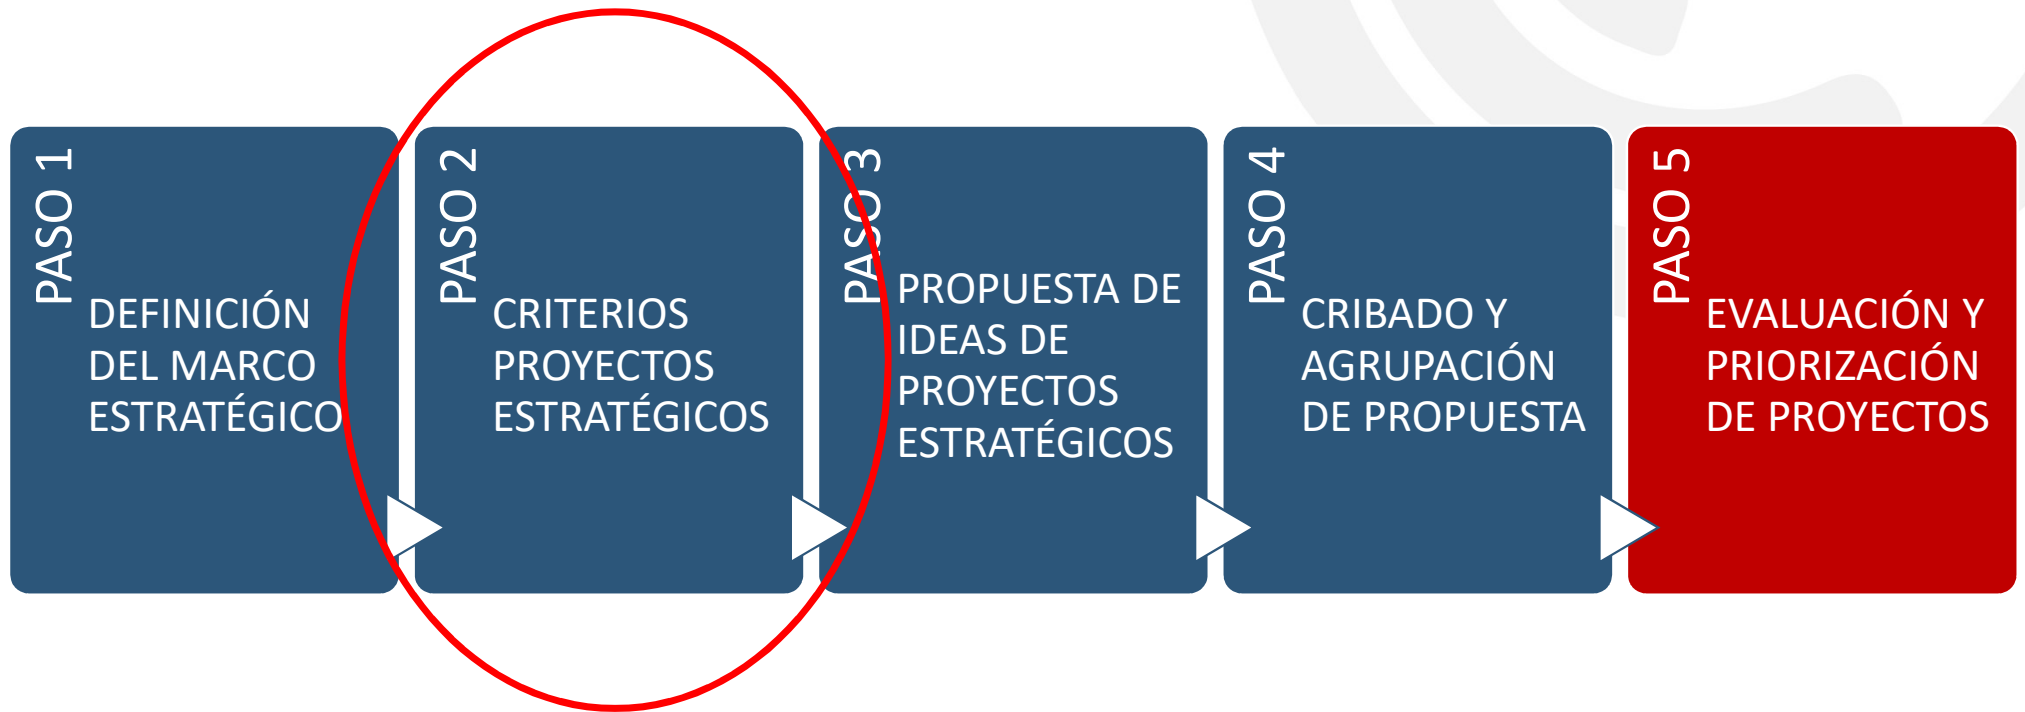 PASO 1
DEFINICIÓN
DEL MARCO
ESTRATÉGICO
PASO 2
CRITERIOS
PROYECTOS
ESTRATÉGICOS
PASO 3
PROPUESTA DE
IDEAS DE
PROYECTOS
ESTRATÉGICOS
PASO 4
CRIBADO Y
AGRUPACIÓN
DE PROPUESTA
PASO 5
EVALUACIÓN Y
PRIORIZACIÓN
DE PROYECTOS